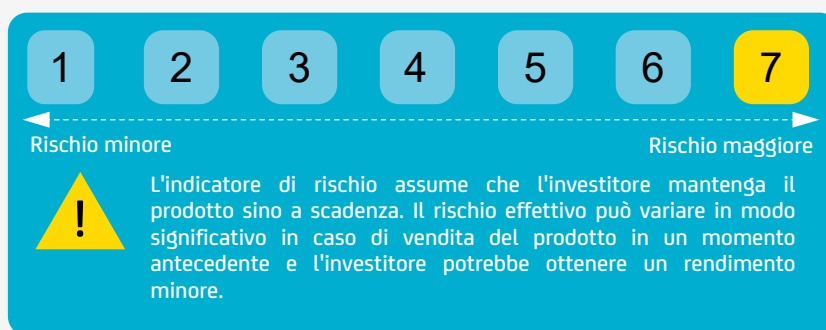 1 2 3 4 5 6 7
Rischio minore Rischio maggiore
!
L'indicatore di rischio assume che l'investitore mantenga il
prodotto sino a scadenza. Il rischio effettivo può variare in modo
significativo in caso di vendita del prodotto in un momento
antecedente e l'investitore potrebbe ottenere un rendimento
minore.